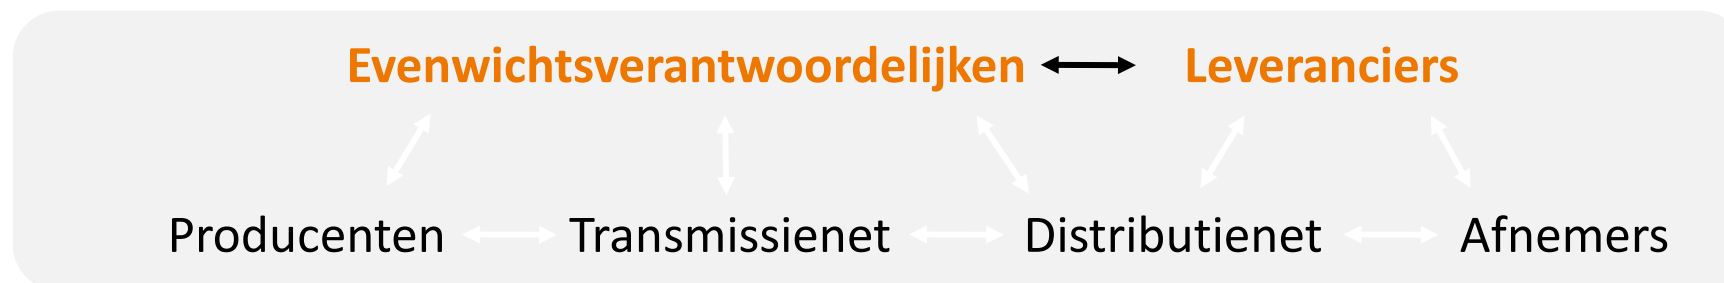 Evenwichtsverantwoordelijken Leveranciers
Producenten Transmissienet Distributienet Afnemers